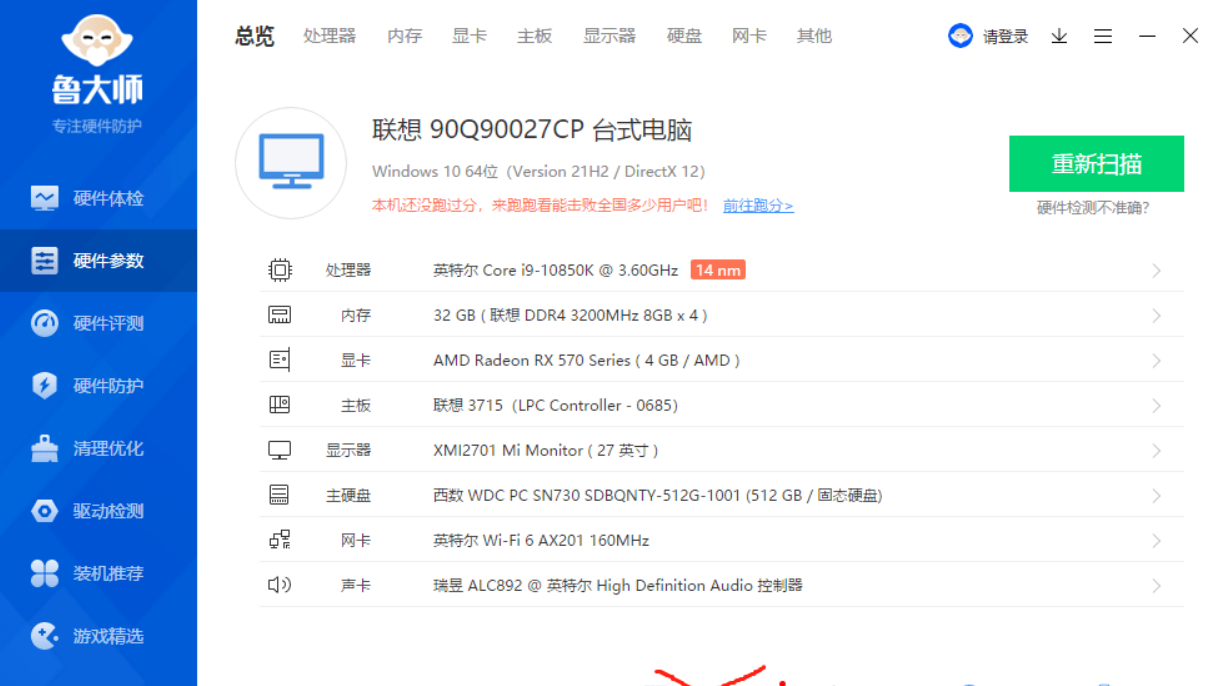 鲁大师
专注硬件防护
硬件体检
硬件参数
硬件评测
硬件防护
清理优化
驱动检测
装机推荐
游戏精选
总览 处理器 内存 显卡 主板 显示器 硬盘 网卡 其他
请登录
联想 90Q90027CP 台式电脑
Windows 10 64位（Version 21H2 / DirectX 12）
本机还没跑过分，来跑跑看能击败全国多少用户吧！ 前往跑分>
重新扫描
硬件检测不准确?
处理器 英特尔 Core i9-10850K @ 3.60GHz 14 nm
内存 32 GB ( 联想 DDR4 3200MHz 8GB x 4 )
显卡 AMD Radeon RX 570 Series ( 4 GB / AMD )
主板 联想 3715（LPC Controller - 0685）
显示器 XMI2701 Mi Monitor ( 27 英寸 )
主硬盘 西数 WDC PC SN730 SDBQNTY-512G-1001 (512 GB / 固态硬盘)
网卡 英特尔 Wi-Fi 6 AX201 160MHz
声卡 瑞昱 ALC892 @ 英特尔 High Definition Audio 控制器